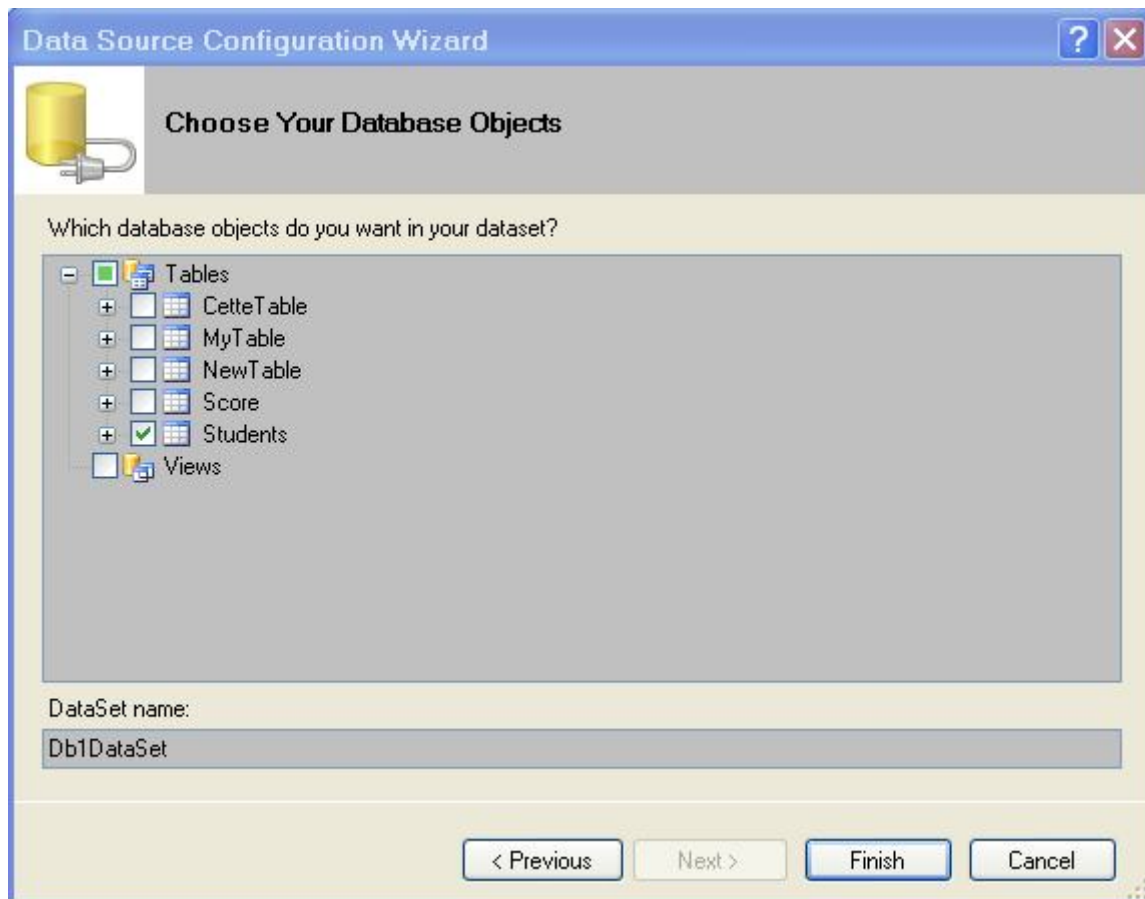 Data Source Configuration Wizard
Choose Your Database Objects
Which database objects do you want in your dataset?
Tables
CetteTable
MyTable
NewTable
Score
Students
Views
DataSet name:
Db1DataSet
< Previous Next > Finish Cancel